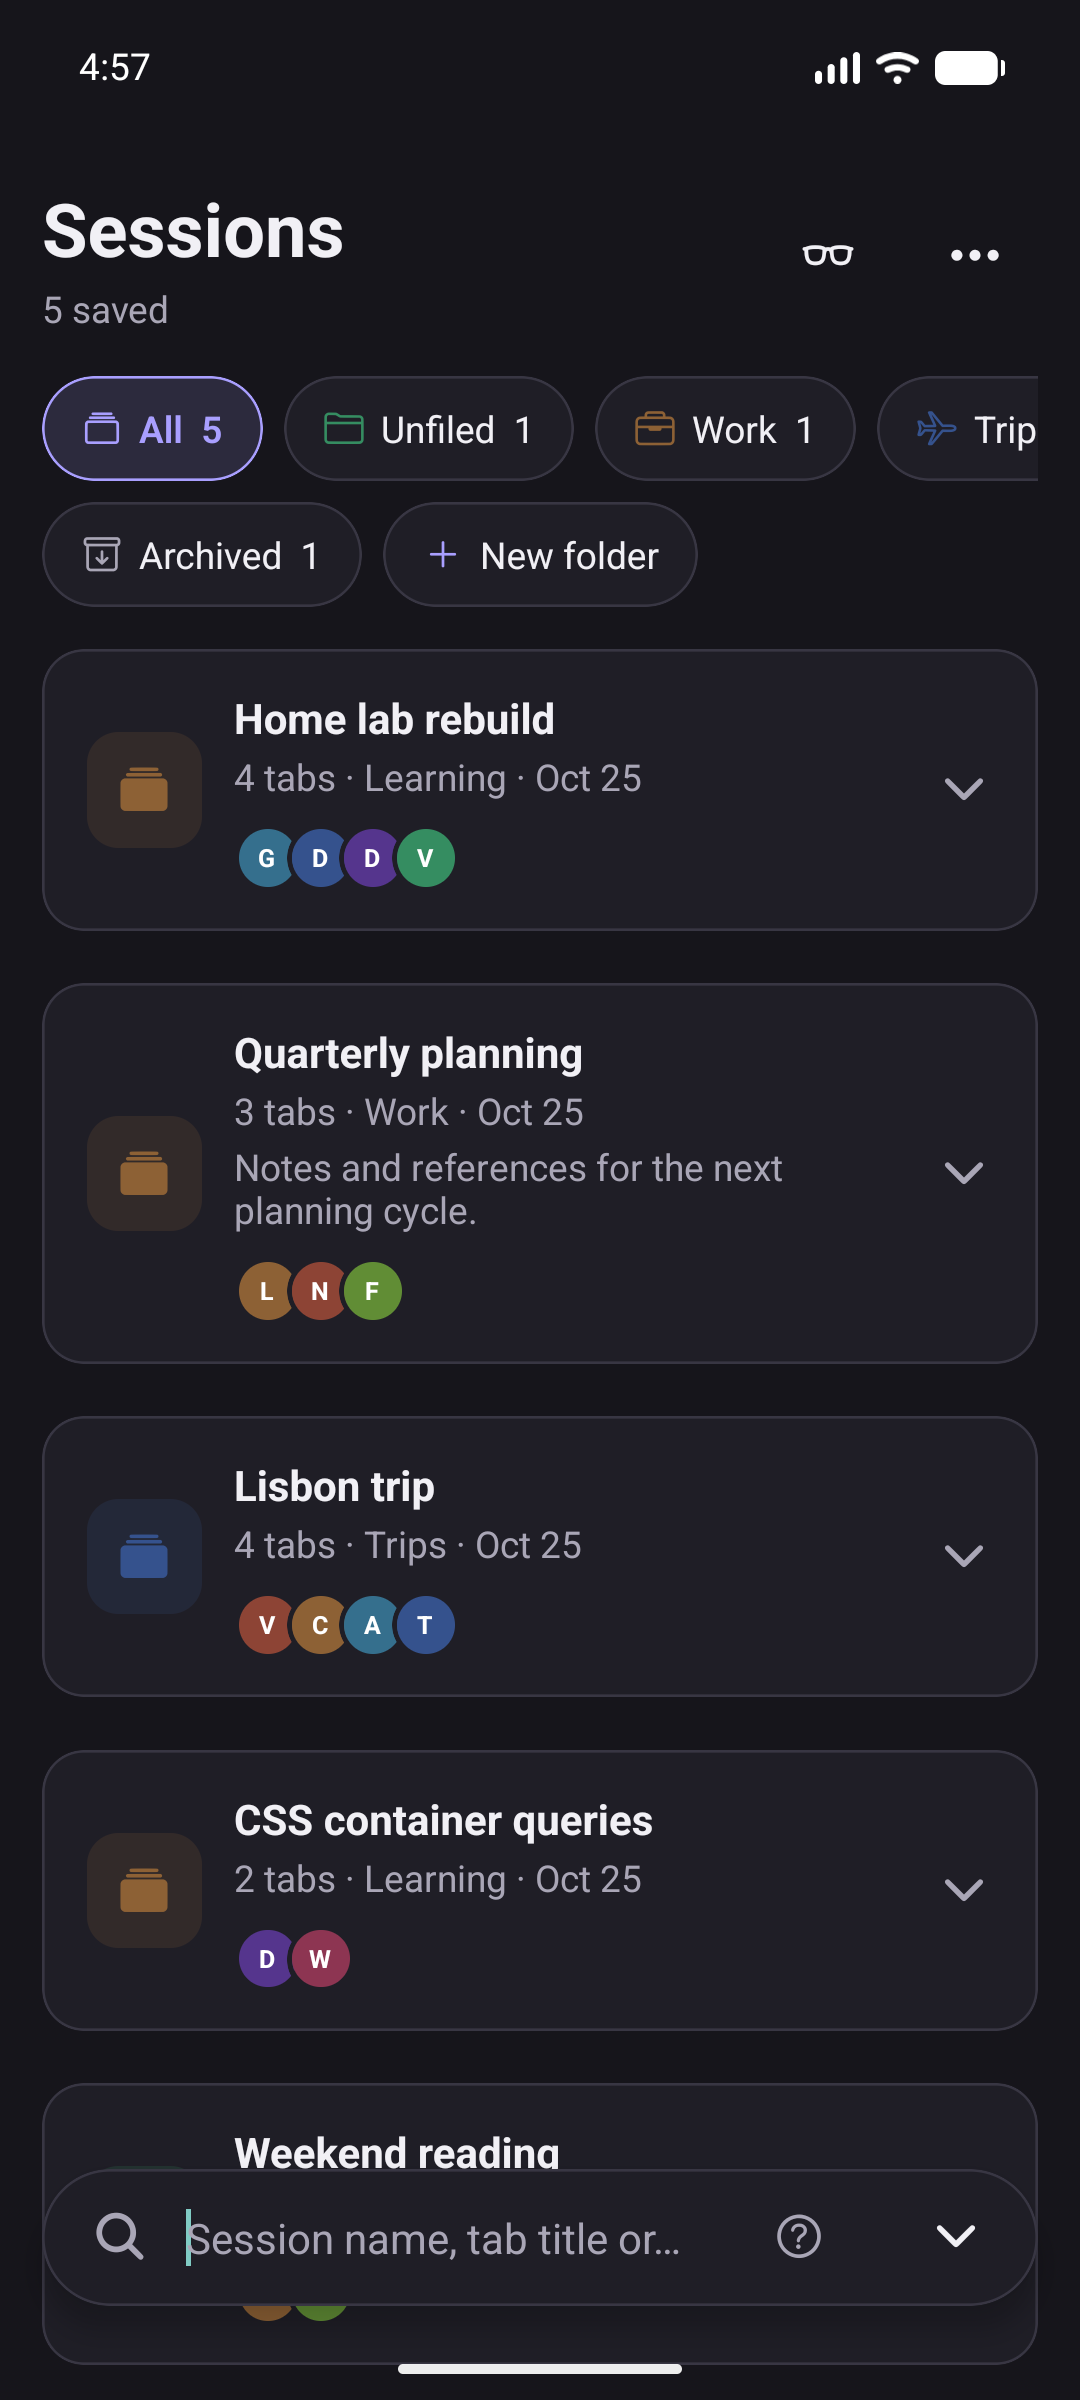 4:57
Sessions
5 saved
All 5
Unfiled 1
Work 1
Trip
Archived 1
New folder
Home lab rebuild
4 tabs · Learning · Oct 25
G D D V
Quarterly planning
3 tabs · Work · Oct 25
Notes and references for the next
planning cycle.
L N F
Lisbon trip
4 tabs · Trips · Oct 25
V C A T
CSS container queries
2 tabs · Learning · Oct 25
D W
Weekend reading
Session name, tab title or…